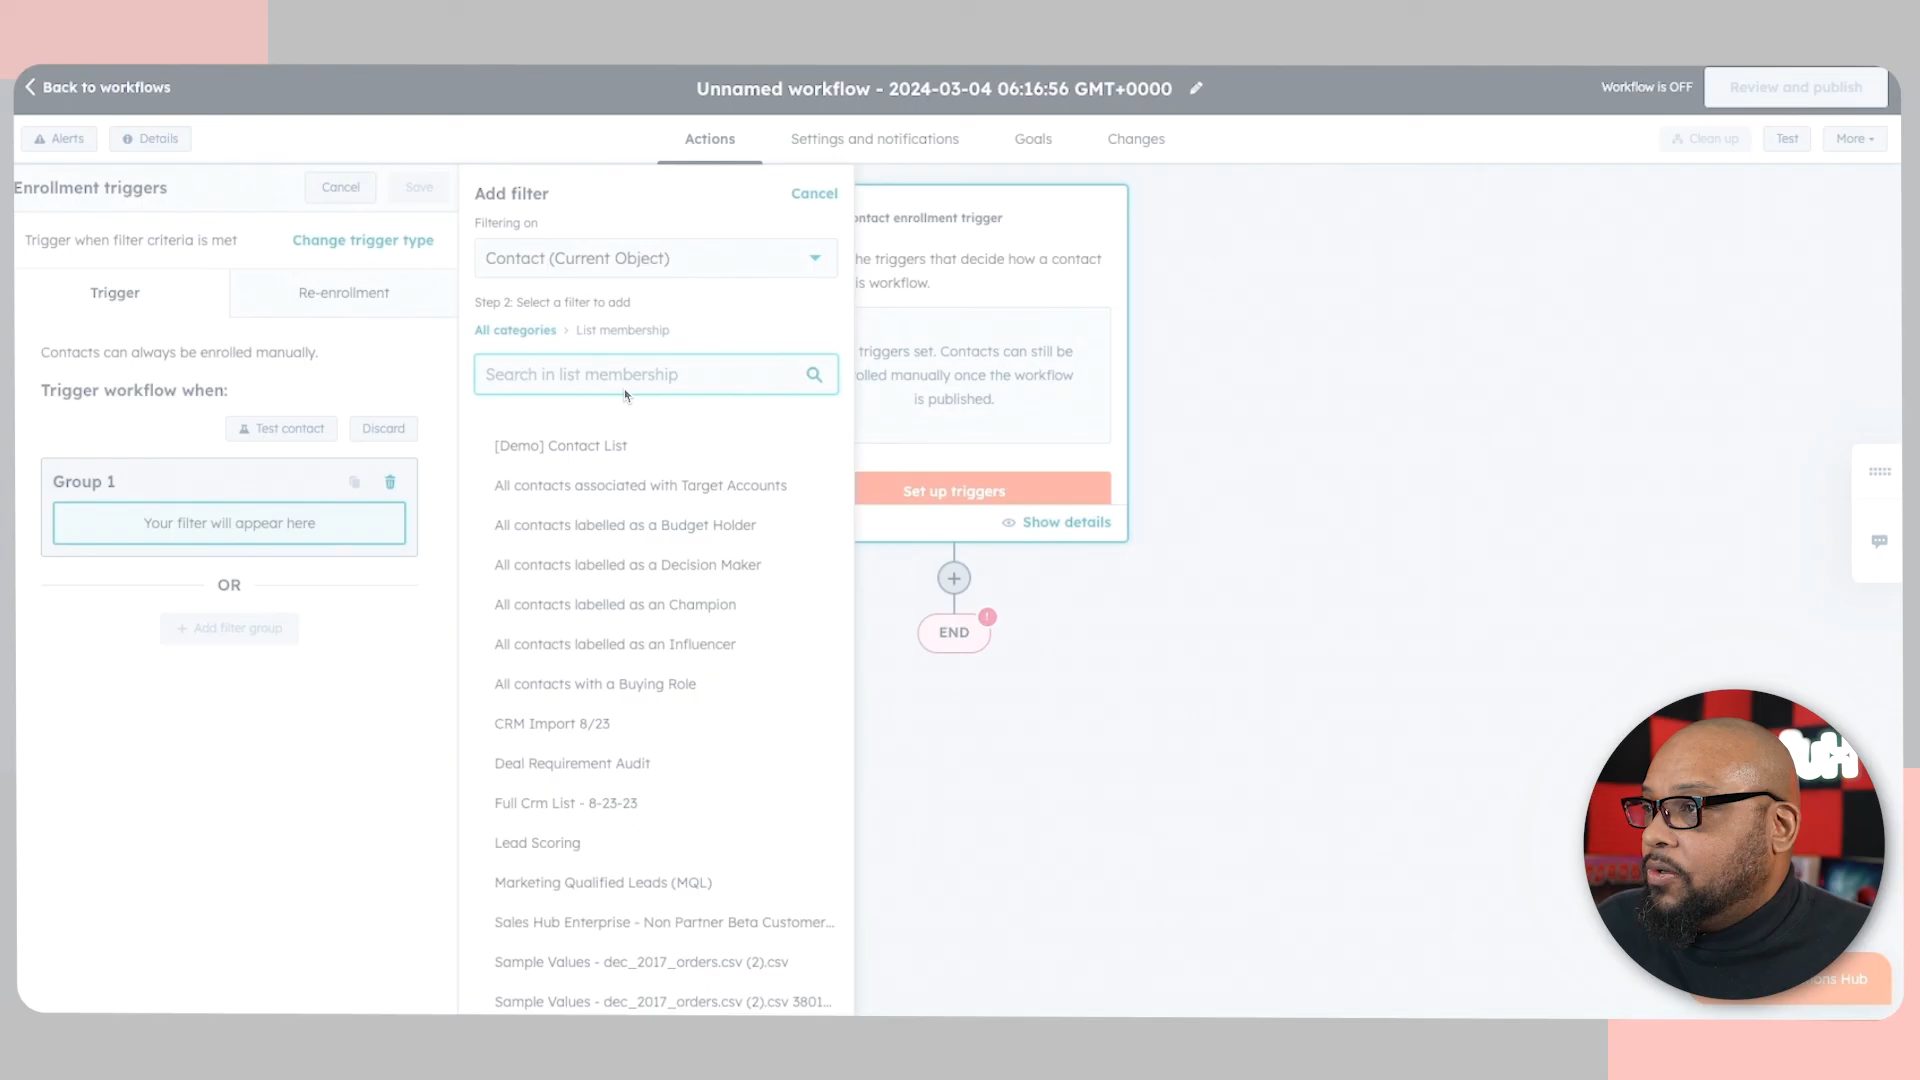 Back to workflows
Unnamed workflow - 2024-03-04 06:16:56 GMT+0000
Workflow is OFF
Review and publish
Alerts
Details
Actions
Settings and notifications
Goals
Changes
Clean up
Test
More
Enrollment triggers
Cancel
Save
Trigger when filter criteria is met
Change trigger type
Trigger
Re-enrollment
Contacts can always be enrolled manually.
Trigger workflow when:
Test contact
Discard
Group 1
Your filter will appear here
OR
+ Add filter group
Add filter
Cancel
Filtering on
Contact (Current Object)
Step 2: Select a filter to add
All categories › List membership
Search in list membership
[Demo] Contact List
All contacts associated with Target Accounts
All contacts labelled as a Budget Holder
All contacts labelled as a Decision Maker
All contacts labelled as an Champion
All contacts labelled as an Influencer
All contacts with a Buying Role
CRM Import 8/23
Deal Requirement Audit
Full Crm List - 8-23-23
Lead Scoring
Marketing Qualified Leads (MQL)
Sales Hub Enterprise - Non Partner Beta Customer...
Sample Values - dec_2017_orders.csv (2).csv
Sample Values - dec_2017_orders.csv (2).csv 3801...
ontact enrollment trigger
he triggers that decide how a contact
is workflow.
triggers set. Contacts can still be
olled manually once the workflow
is published.
Set up triggers
Show details
END
!
ons Hub